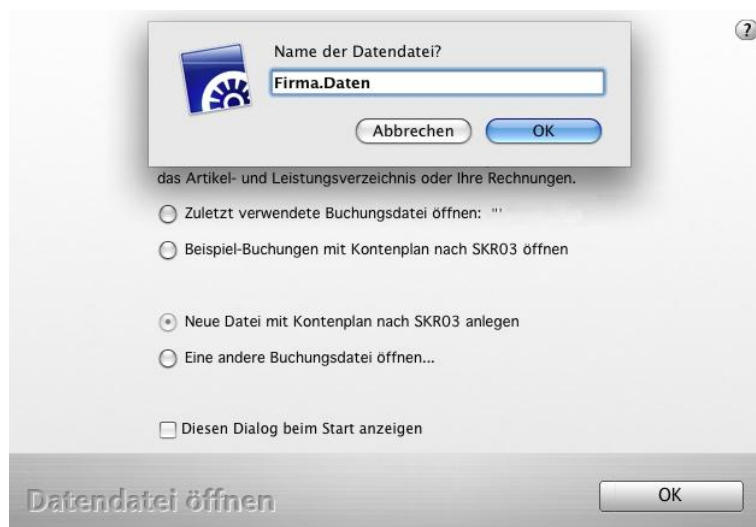 ?
Name der Datendatei?
Firma.Daten
Abbrechen
OK
das Artikel- und Leistungsverzeichnis oder Ihre Rechnungen.
Zuletzt verwendete Buchungsdatei öffnen: "'
Beispiel-Buchungen mit Kontenplan nach SKR03 öffnen
Neue Datei mit Kontenplan nach SKR03 anlegen
Eine andere Buchungsdatei öffnen...
Diesen Dialog beim Start anzeigen
Datendatei öffnen
OK